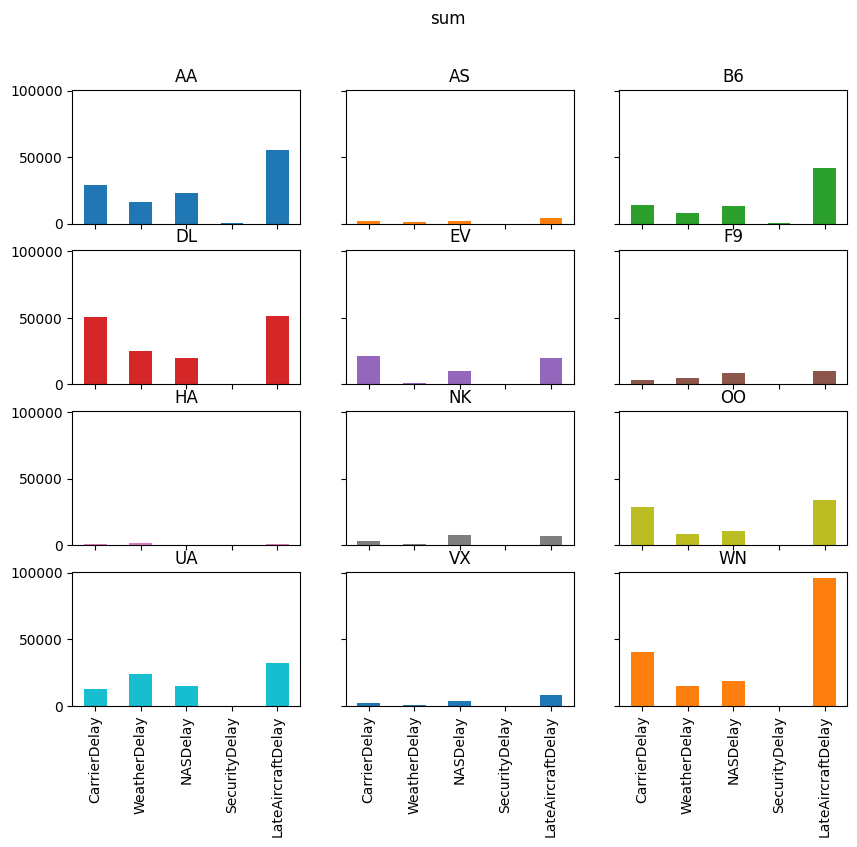 sum
AA
AS
B6
100000
50000
0
DL
EV
F9
100000
50000
0
HA
NK
OO
100000
50000
0
UA
VX
WN
100000
50000
0
CarrierDelay
WeatherDelay
NASDelay
SecurityDelay
LateAircraftDelay
CarrierDelay
WeatherDelay
NASDelay
SecurityDelay
LateAircraftDelay
CarrierDelay
WeatherDelay
NASDelay
SecurityDelay
LateAircraftDelay